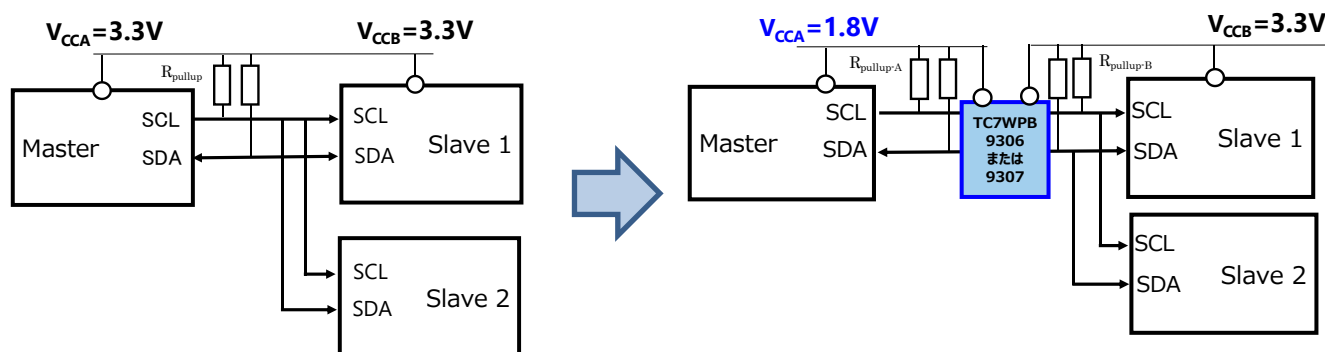 VCCA=3.3V
VCCB=3.3V
Rpullup
Master
SCL
SDA
SCL
SDA
Slave 1
SCL
SDA
Slave 2
VCCA=1.8V
VCCB=3.3V
Rpullup-A
Rpullup-B
Master
SCL
SDA
TC7WPB
9306
または
9307
SCL
SDA
Slave 1
SCL
SDA
Slave 2